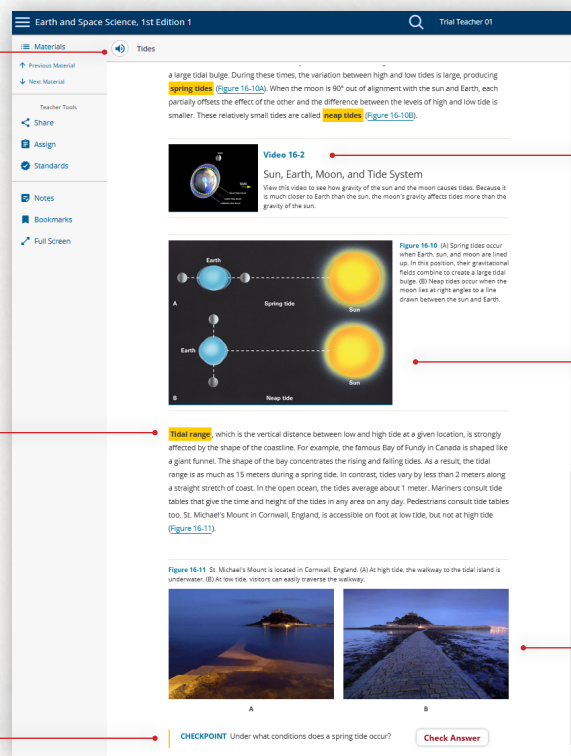 Earth and Space Science, 1st Edition 1
Trial Teacher 01
Materials
Previous Material
Next Material
Teacher Tools
Share
Assign
Standards
Notes
Bookmarks
Full Screen
Tides
a large tidal bulge. During these times, the variation between high and low tides is large, producing
spring tides (Figure 16-10A). When the moon is 90° out of alignment with the sun and Earth, each
partially offsets the effect of the other and the difference between the levels of high and low tide is
smaller. These relatively small tides are called neap tides (Figure 16-10B).
Video 16-2
Sun, Earth, Moon, and Tide System
View this video to see how gravity of the sun and the moon causes tides. Because it
is much closer to Earth than the sun, the moon's gravity affects tides more than the
gravity of the sun.
Earth
A
Spring tide
Sun
Earth
Sun
B
Neap tide
Figure 16-10 (A) Spring tides occur
when Earth, sun, and moon are lined
up. In this position, their gravitational
fields combine to create a large tidal
bulge. (B) Neap tides occur when the
moon lies at right angles to a line
drawn between the sun and Earth.
Tidal range, which is the vertical distance between low and high tide at a given location, is strongly
affected by the shape of the coastline. For example, the famous Bay of Fundy in Canada is shaped like
a giant funnel. The shape of the bay concentrates the rising and falling tides. As a result, the tidal
range is as much as 15 meters during a spring tide. In contrast, tides vary by less than 2 meters along
a straight stretch of coast. In the open ocean, the tides average about 1 meter. Mariners consult tide
tables that give the time and height of the tides in any area on any day. Pedestrians consult tide tables
too. St. Michael's Mount in Cornwall, England, is accessible on foot at low tide, but not at high tide
(Figure 16-11).
Figure 16-11 St. Michael's Mount is located in Cornwall, England. (A) At high tide, the walkway to the tidal island is
underwater. (B) At low tide, visitors can easily traverse the walkway.
A
B
CHECKPOINT Under what conditions does a spring tide occur?
Check Answer